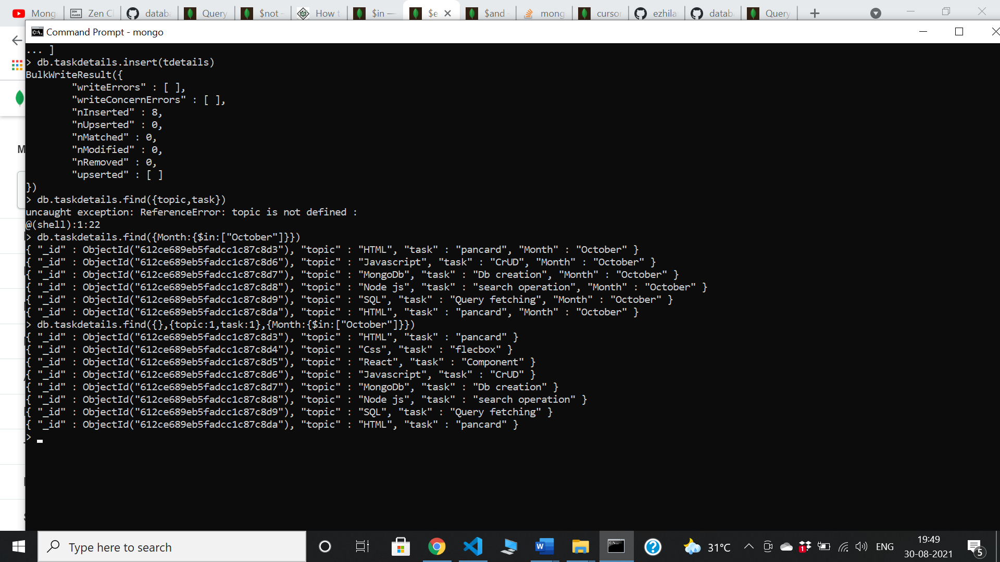 Mong
Zen C
datab
Query
$not
How t
$in —
$e
$and
mong
curso
ezhila
datab
Query
Command Prompt - mongo
M
... ]
> db.taskdetails.insert(tdetails)
BulkWriteResult({
"writeErrors" : [ ],
"writeConcernErrors" : [ ],
"nInserted" : 8,
"nUpserted" : 0,
"nMatched" : 0,
"nModified" : 0,
"nRemoved" : 0,
"upserted" : [ ]
})
> db.taskdetails.find({topic,task})
uncaught exception: ReferenceError: topic is not defined :
@(shell):1:22
> db.taskdetails.find({Month:{$in:["October"]}})
{ "_id" : ObjectId("612ce689eb5fadcc1c87c8d3"), "topic" : "HTML", "task" : "pancard", "Month" : "October" }
{ "_id" : ObjectId("612ce689eb5fadcc1c87c8d6"), "topic" : "Javascript", "task" : "CrUD", "Month" : "October" }
{ "_id" : ObjectId("612ce689eb5fadcc1c87c8d7"), "topic" : "MongoDb", "task" : "Db creation", "Month" : "October" }
{ "_id" : ObjectId("612ce689eb5fadcc1c87c8d8"), "topic" : "Node js", "task" : "search operation", "Month" : "October" }
{ "_id" : ObjectId("612ce689eb5fadcc1c87c8d9"), "topic" : "SQL", "task" : "Query fetching", "Month" : "October" }
{ "_id" : ObjectId("612ce689eb5fadcc1c87c8da"), "topic" : "HTML", "task" : "pancard", "Month" : "October" }
> db.taskdetails.find({},{topic:1,task:1},{Month:{$in:["October"]}})
{ "_id" : ObjectId("612ce689eb5fadcc1c87c8d3"), "topic" : "HTML", "task" : "pancard" }
{ "_id" : ObjectId("612ce689eb5fadcc1c87c8d4"), "topic" : "Css", "task" : "flecbox" }
{ "_id" : ObjectId("612ce689eb5fadcc1c87c8d5"), "topic" : "React", "task" : "Component" }
{ "_id" : ObjectId("612ce689eb5fadcc1c87c8d6"), "topic" : "Javascript", "task" : "CrUD" }
{ "_id" : ObjectId("612ce689eb5fadcc1c87c8d7"), "topic" : "MongoDb", "task" : "Db creation" }
{ "_id" : ObjectId("612ce689eb5fadcc1c87c8d8"), "topic" : "Node js", "task" : "search operation" }
{ "_id" : ObjectId("612ce689eb5fadcc1c87c8d9"), "topic" : "SQL", "task" : "Query fetching" }
{ "_id" : ObjectId("612ce689eb5fadcc1c87c8da"), "topic" : "HTML", "task" : "pancard" }
>
Type here to search
31°C
1
ENG
19:49
30-08-2021
5